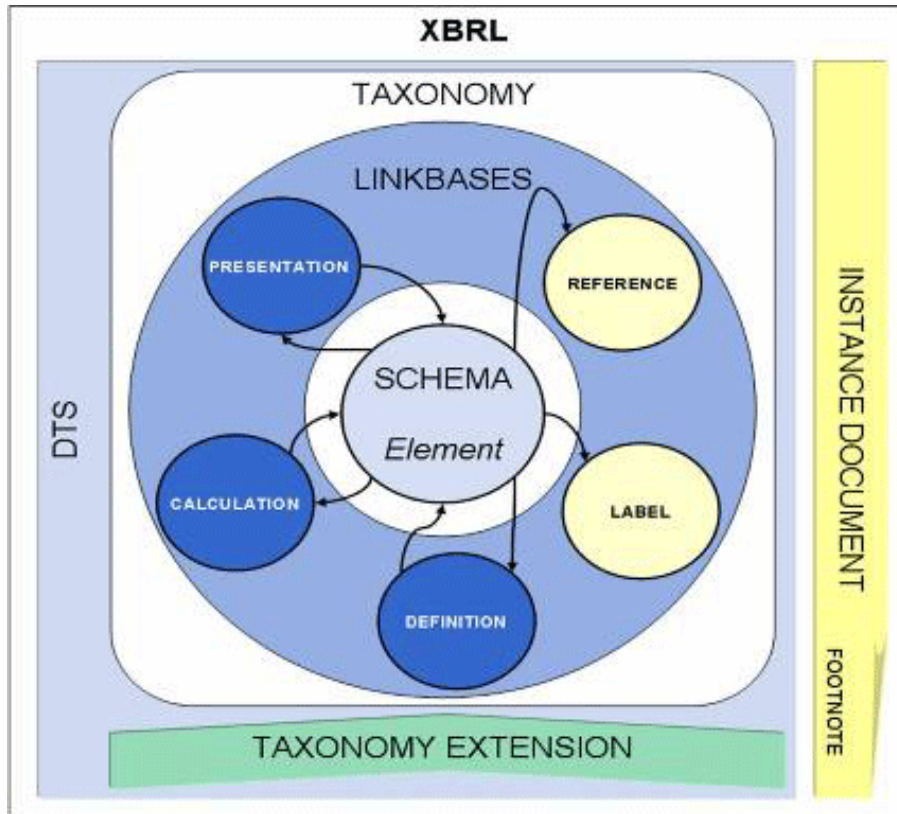 XBRL
TAXONOMY
LINKBASES
PRESENTATION
REFERENCE
SCHEMA
Element
CALCULATION
LABEL
DEFINITION
DTS
TAXONOMY EXTENSION
INSTANCE DOCUMENT
FOOTNOTE